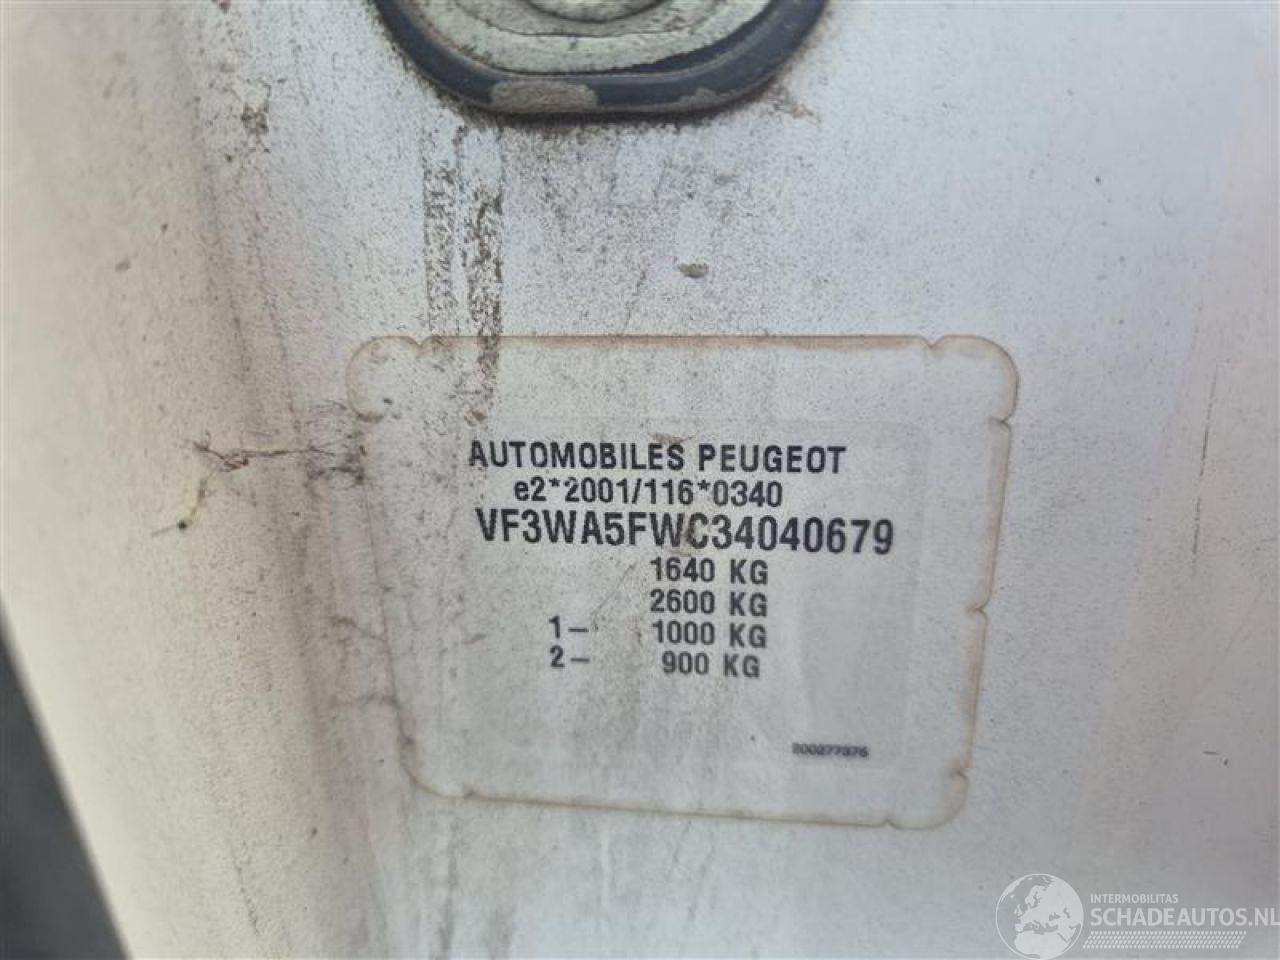 AUTOMOBILES PEUGEOT
e2*2001/116*0340
VF3WA5FWC34040679
1640 KG
2600 KG
1- 1000 KG
2- 900 KG
INTERMOBILITAS
SCHADEAUTOS.NL